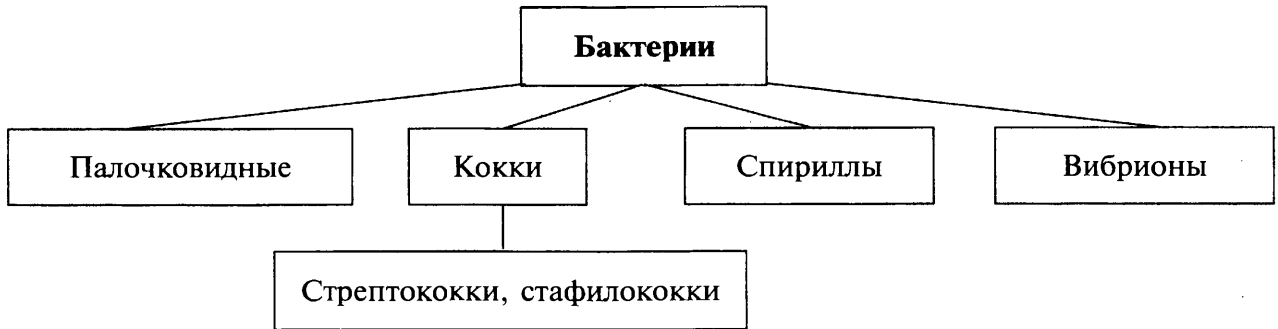 Бактерии
Палочковидные
Кокки
Спириллы
Вибрионы
Стрептококки, стафилококки